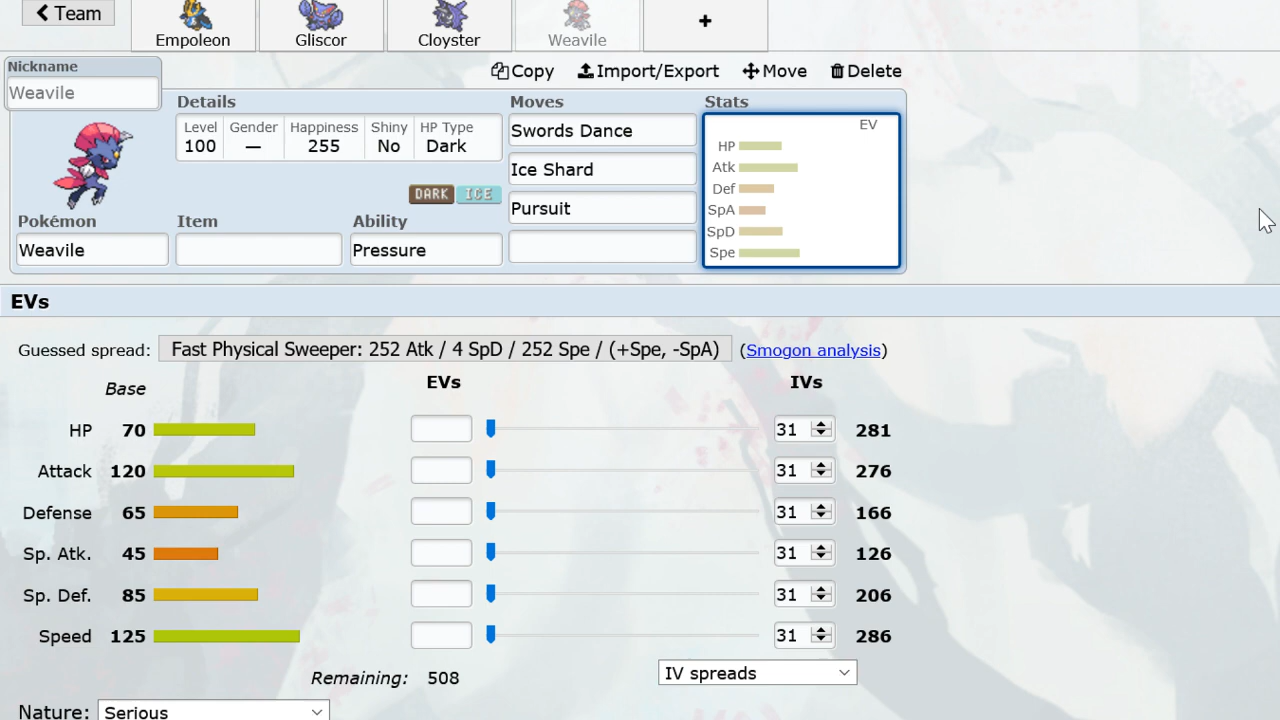 Team
Empoleon
Gliscor
Cloyster
Weavile
+
Nickname
Weavile
Copy
Import/Export
Move
Delete
Details
Level
100
Gender
—
Happiness
255
Shiny
No
HP Type
Dark
DARK
ICE
Pokémon
Weavile
Item
Ability
Pressure
Moves
Swords Dance
Ice Shard
Pursuit
Stats
EV
HP
Atk
Def
SpA
SpD
Spe
EVs
Guessed spread: Fast Physical Sweeper: 252 Atk / 4 SpD / 252 Spe / (+Spe, -SpA) (Smogon analysis)
Base EVs IVs
HP 70 31 281
Attack 120 31 276
Defense 65 31 166
Sp. Atk. 45 31 126
Sp. Def. 85 31 206
Speed 125 31 286
Remaining: 508
IV spreads
Nature: Serious